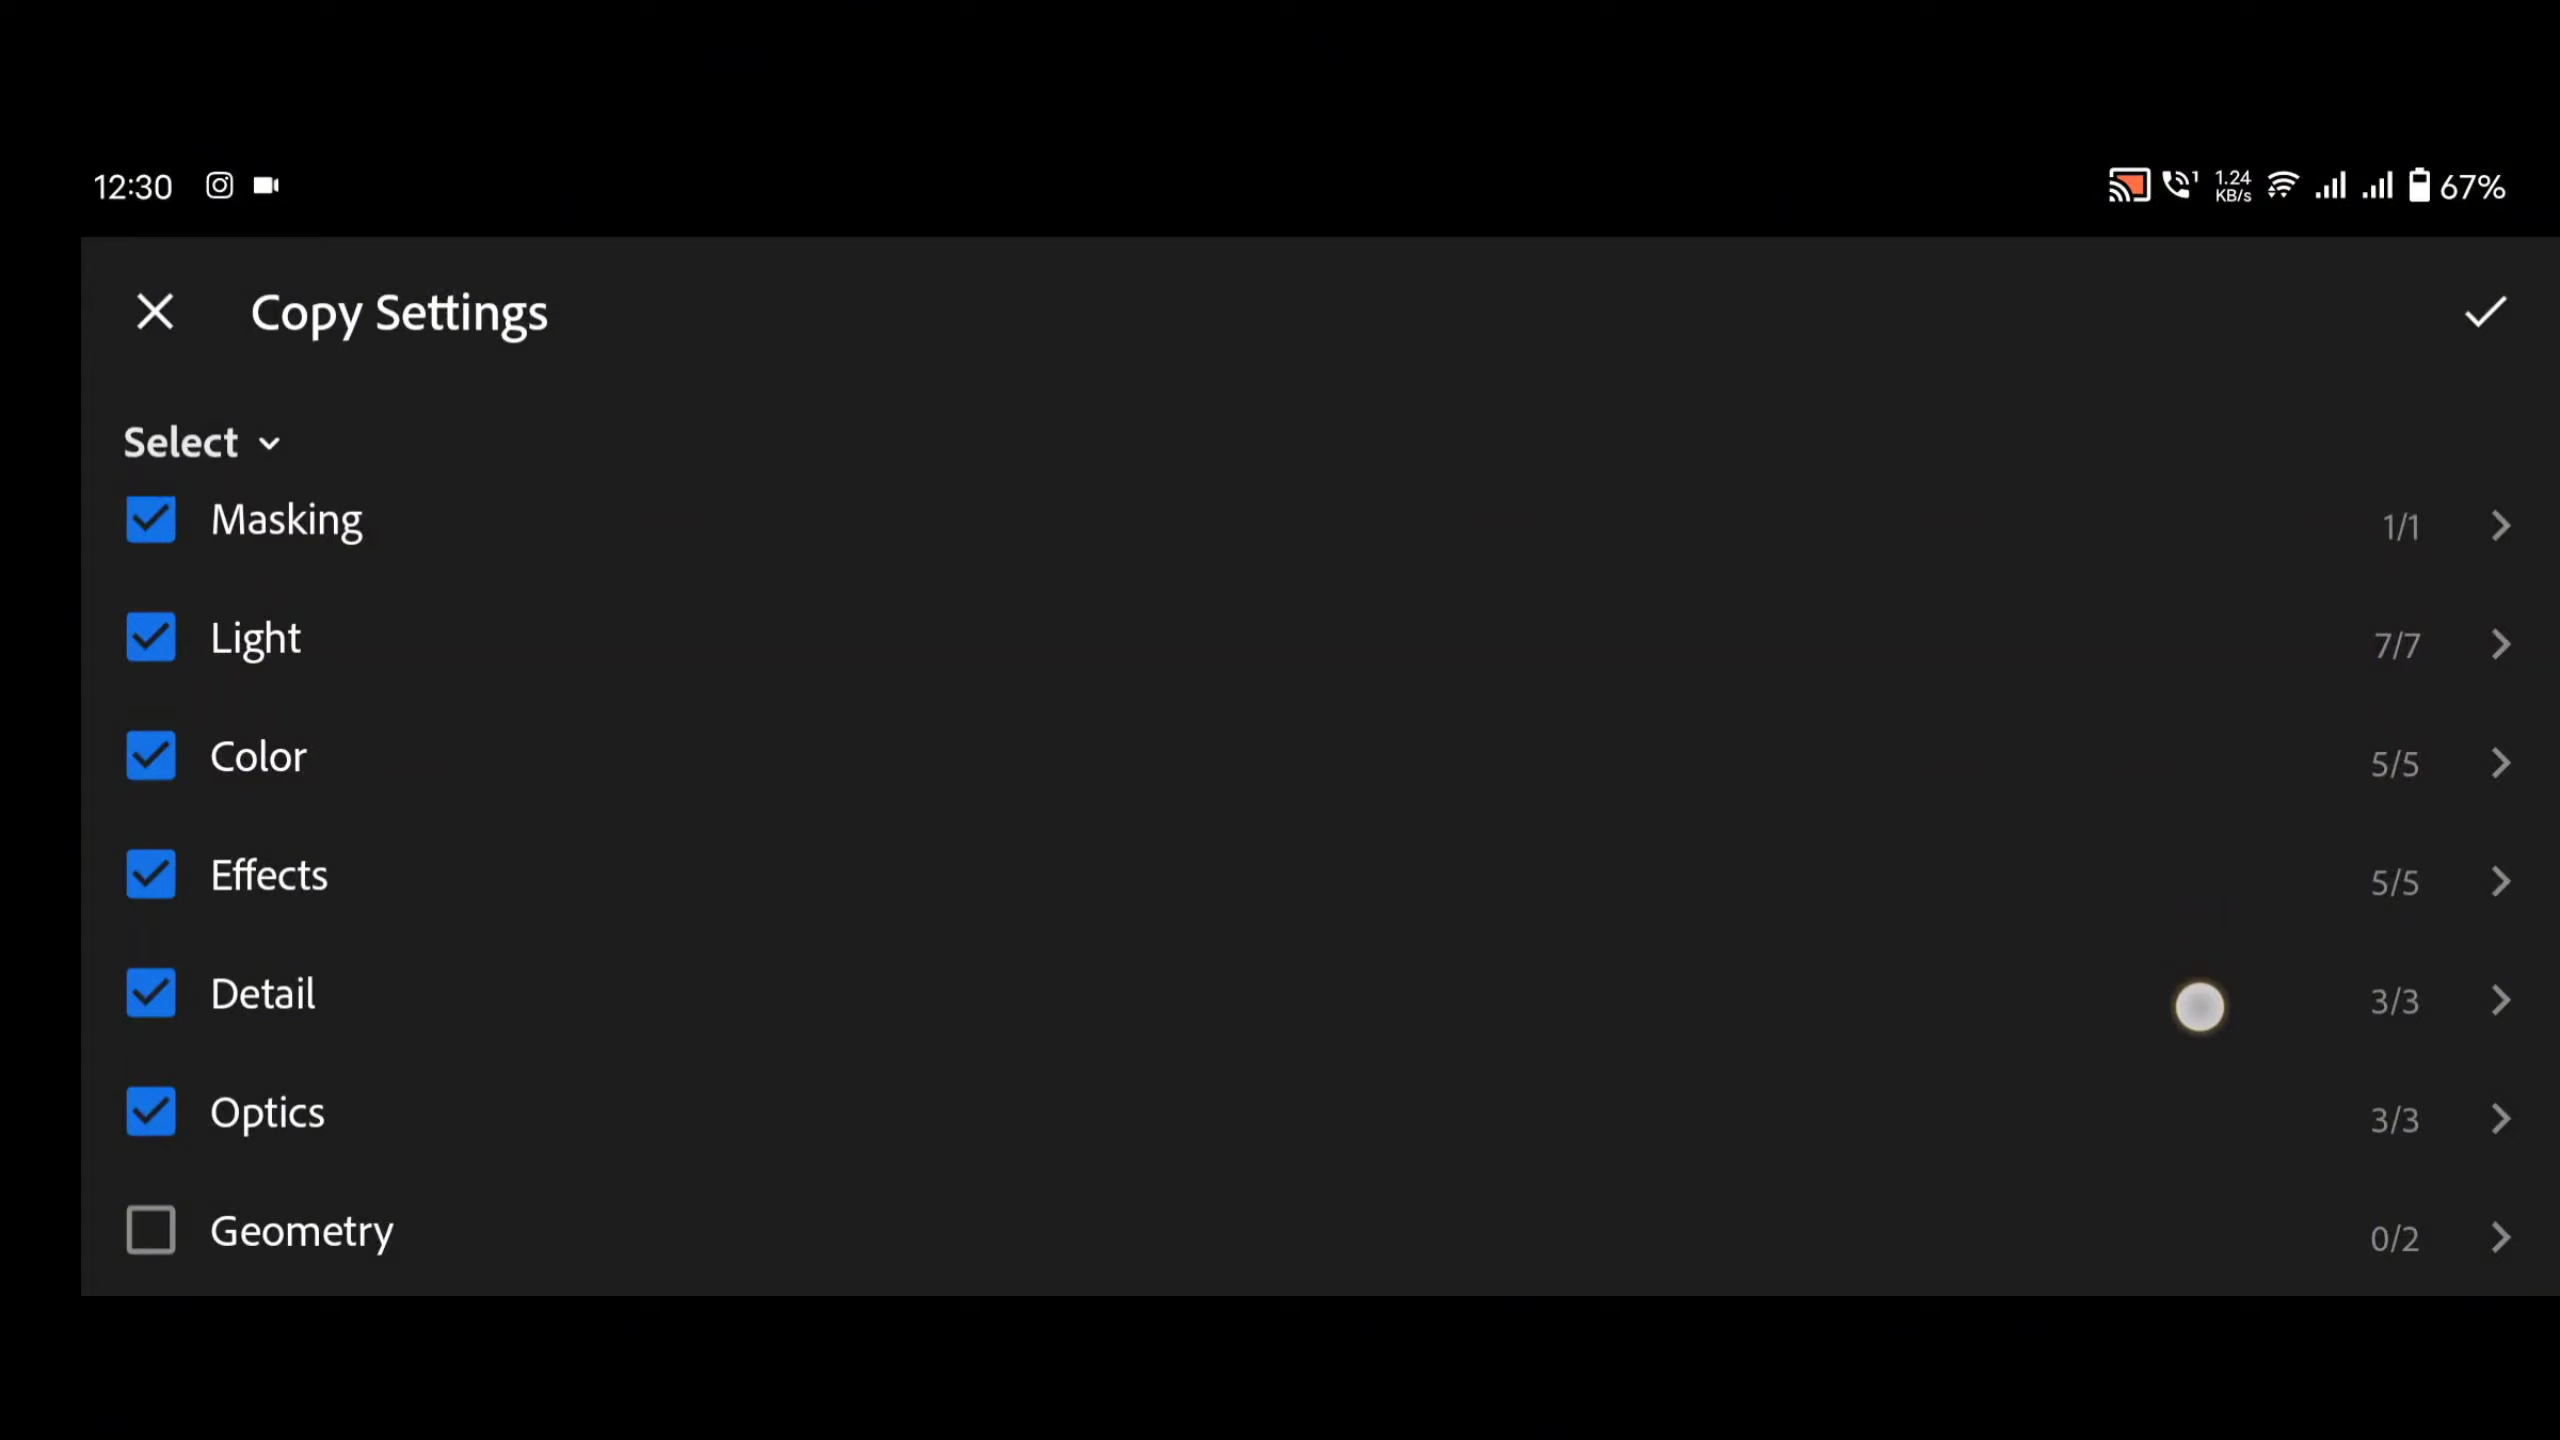 12:30
1.24
KB/s
67%
Copy Settings
Select
Masking 1/1
Light 7/7
Color 5/5
Effects 5/5
Detail 3/3
Optics 3/3
Geometry 0/2